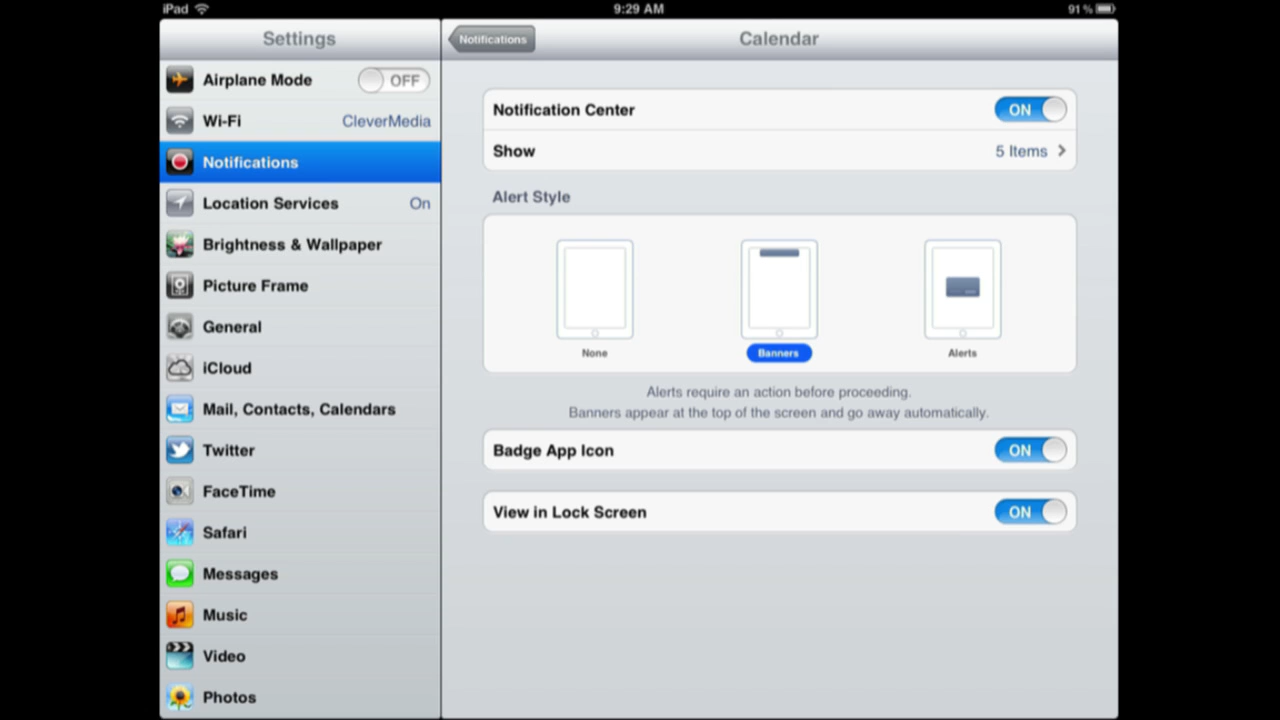 iPad 9:29 AM 91%
Settings
Airplane Mode OFF
Wi-Fi CleverMedia
Notifications
Location Services On
Brightness & Wallpaper
Picture Frame
General
iCloud
Mail, Contacts, Calendars
Twitter
FaceTime
Safari
Messages
Music
Video
Photos
Notifications Calendar
Notification Center ON
Show 5 Items
Alert Style
None Banners Alerts
Alerts require an action before proceeding.
Banners appear at the top of the screen and go away automatically.
Badge App Icon ON
View in Lock Screen ON